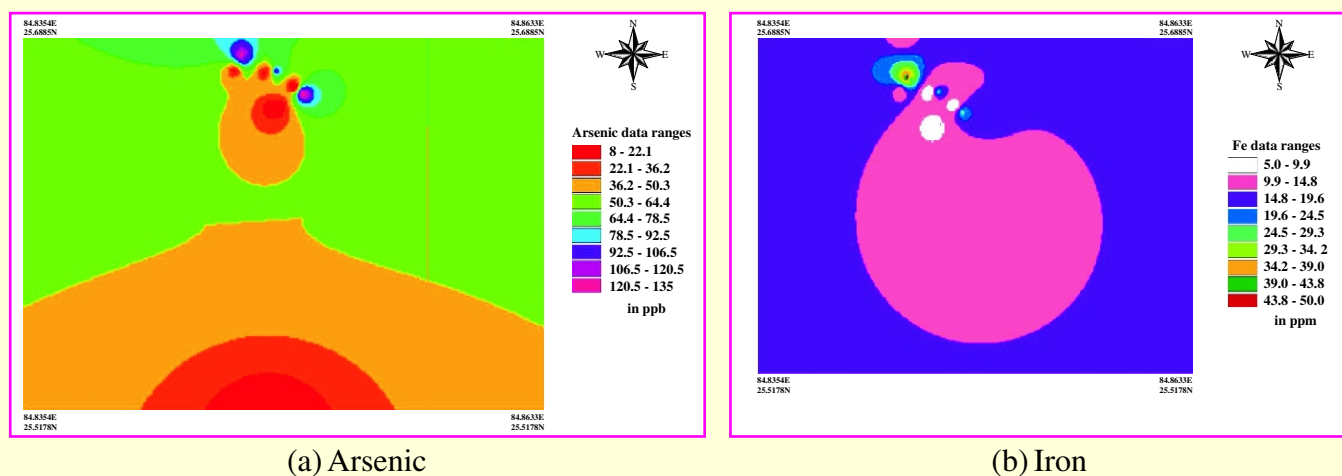 84.8354E
25.6885N
84.8633E
25.6885N
N
W
E
S
Arsenic data ranges
8 - 22.1
22.1 - 36.2
36.2 - 50.3
50.3 - 64.4
64.4 - 78.5
78.5 - 92.5
92.5 - 106.5
106.5 - 120.5
120.5 - 135
in ppb
84.8354E
25.5178N
84.8633E
25.5178N
(a) Arsenic
84.8354E
25.6885N
84.8633E
25.6885N
N
W
E
S
Fe data ranges
5.0 - 9.9
9.9 - 14.8
14.8 - 19.6
19.6 - 24.5
24.5 - 29.3
29.3 - 34.2
34.2 - 39.0
39.0 - 43.8
43.8 - 50.0
in ppm
84.8354E
25.5178N
84.8633E
25.5178N
(b) Iron